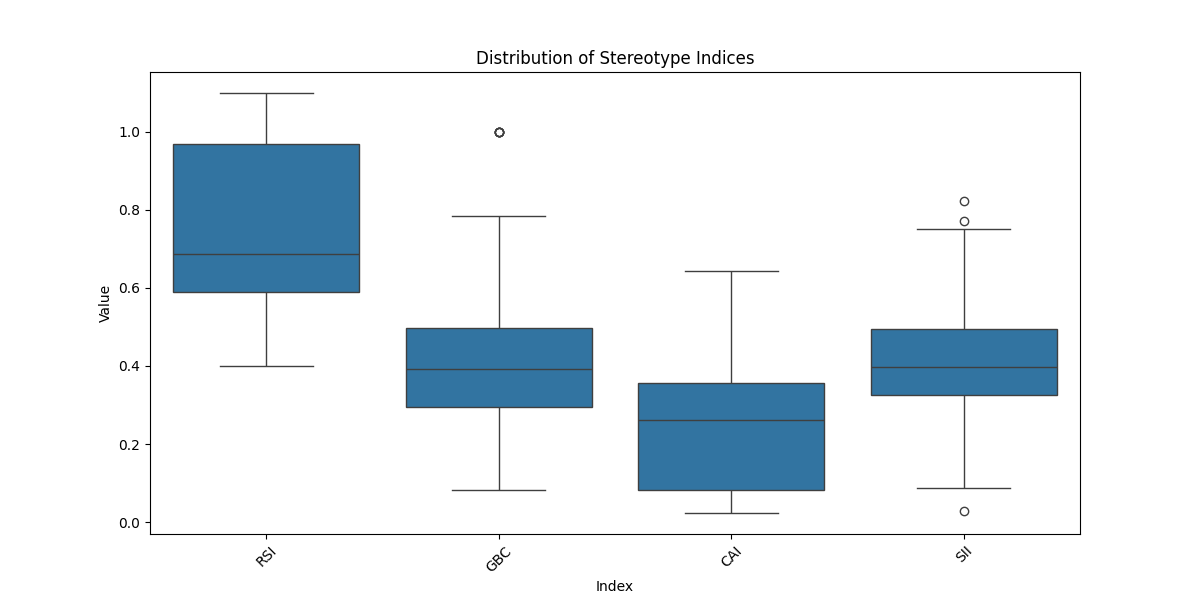 Distribution of Stereotype Indices
1.0
0.8
0.6
0.4
0.2
0.0
Value
RSI
GBC
CAI
SII
Index